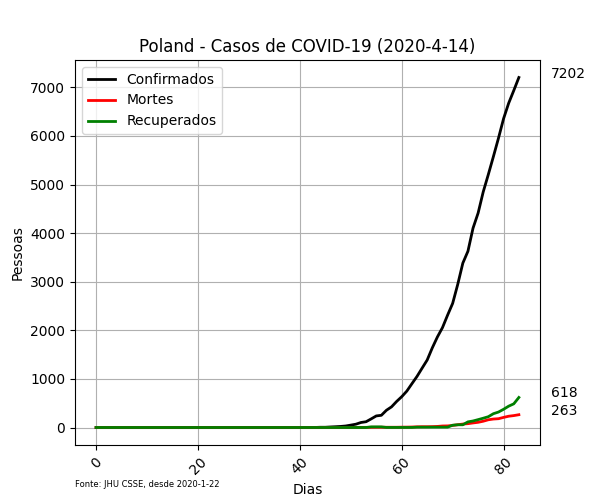 Poland - Casos de COVID-19 (2020-4-14)
Confirmados
Mortes
Recuperados
7202
618
263
7000
6000
5000
4000
3000
2000
1000
0
Pessoas
0 20 40 60 80
Dias
Fonte: JHU CSSE, desde 2020-1-22